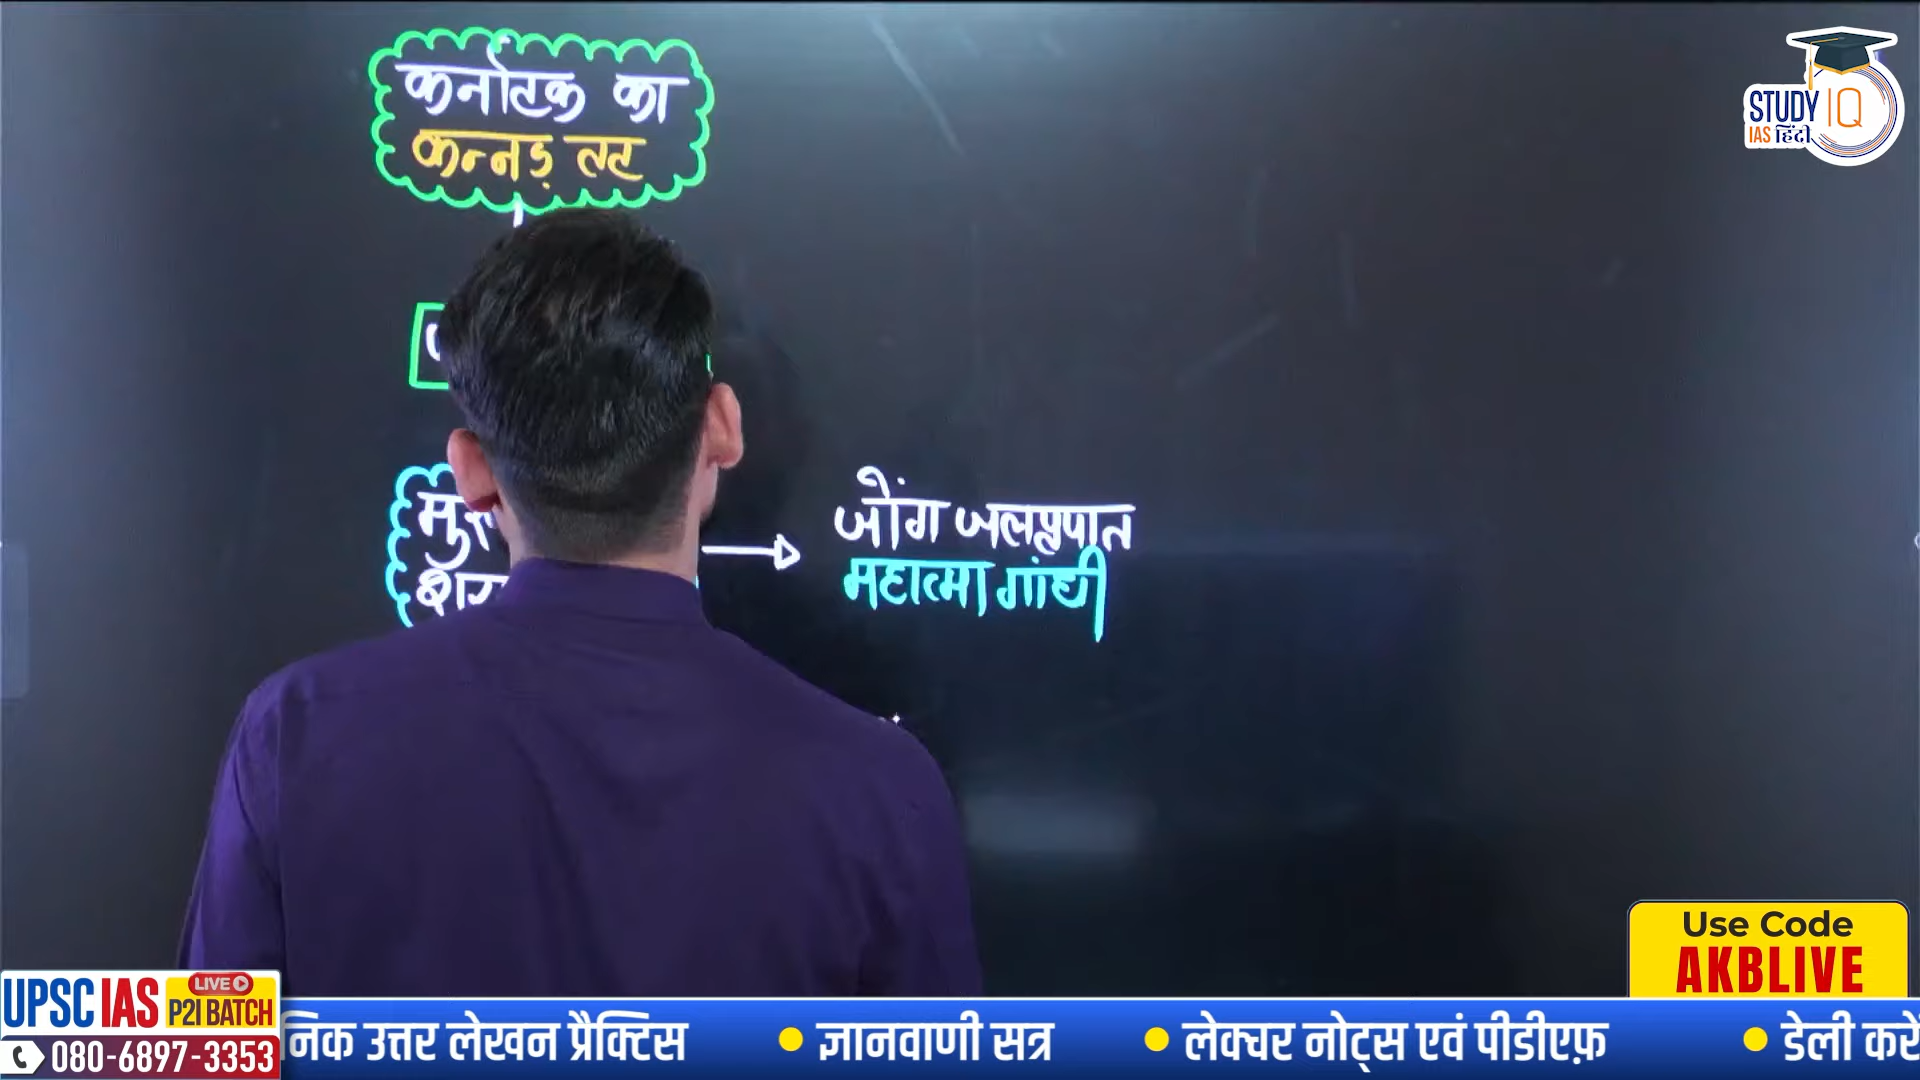 कर्नाटक का
कन्नड़ तट
STUDY IQ
IAS हिंदी
जोंग जलप्रपात
महात्मा गांधी
Use Code
AKBLIVE
LIVE
UPSC IAS P2I BATCH
080-6897-3353
निक उत्तर लेखन प्रैक्टिस • ज्ञानवाणी सत्र • लेक्चर नोट्स एवं पीडीएफ़ • डेली करें